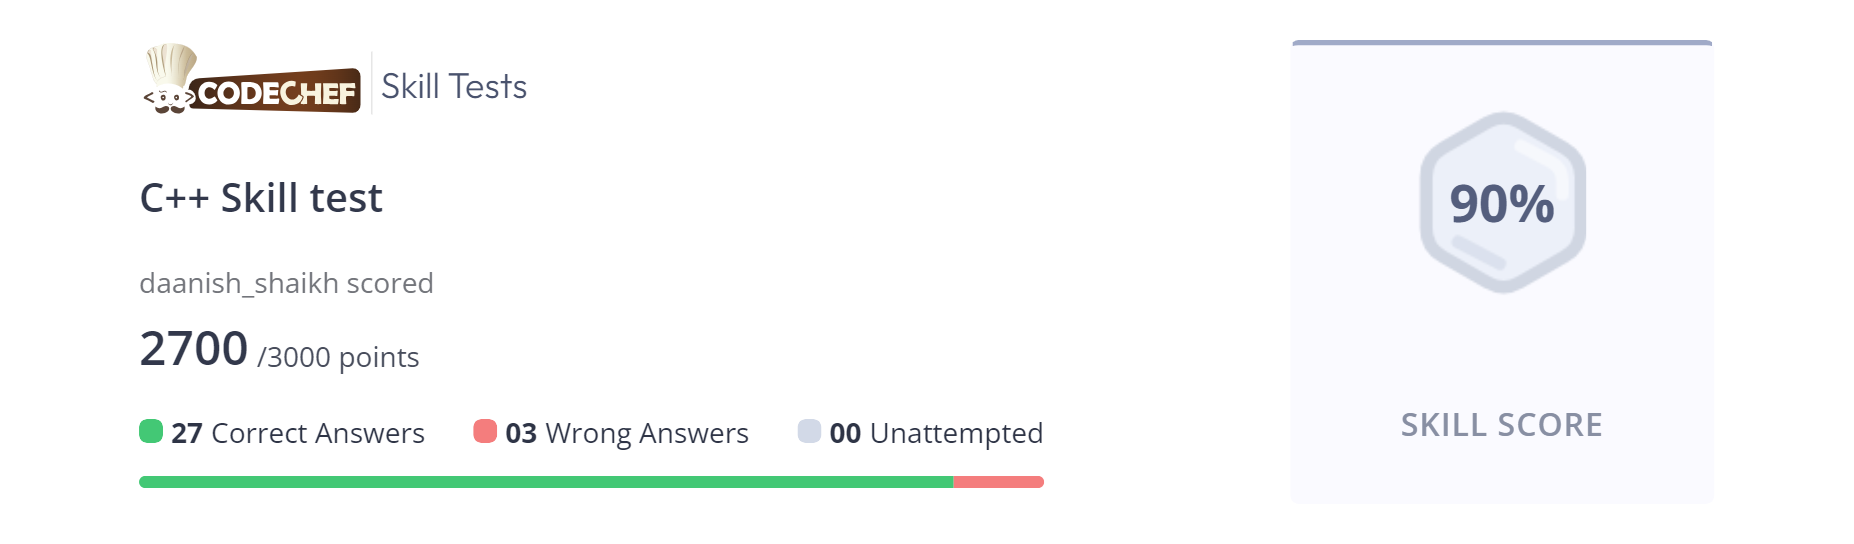 CODECHEF Skill Tests
C++ Skill test
daanish_shaikh scored
2700 /3000 points
27 Correct Answers 03 Wrong Answers 00 Unattempted
90%
SKILL SCORE